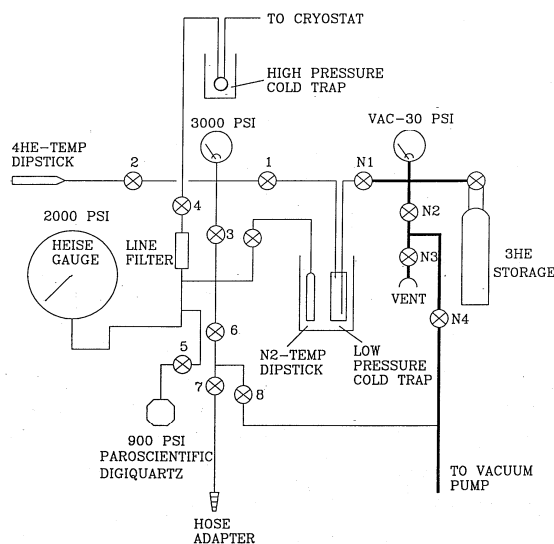 TO CRYOSTAT
HIGH PRESSURE
COLD TRAP
3000 PSI
VAC-30 PSI
4HE-TEMP
DIPSTICK
2
1
N1
4
N2
2000 PSI
HEISE
GAUGE
LINE
FILTER
3
N3
3HE
STORAGE
VENT
N4
6
N2-TEMP
DIPSTICK
LOW
PRESSURE
COLD TRAP
5
7
8
900 PSI
PAROSCIENTIFIC
DIGIQUARTZ
TO VACUUM
PUMP
HOSE
ADAPTER